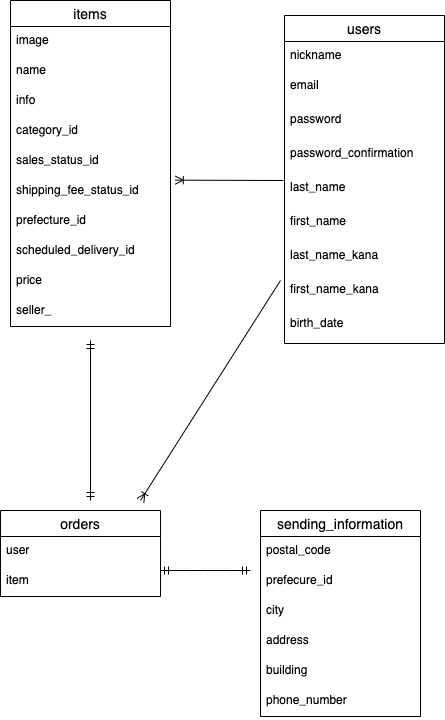 items
image
name
info
category_id
sales_status_id
shipping_fee_status_id
prefecture_id
scheduled_delivery_id
price
seller_
users
nickname
email
password
password_confirmation
last_name
first_name
last_name_kana
first_name_kana
birth_date
orders
user
item
sending_information
postal_code
prefecure_id
city
address
building
phone_number